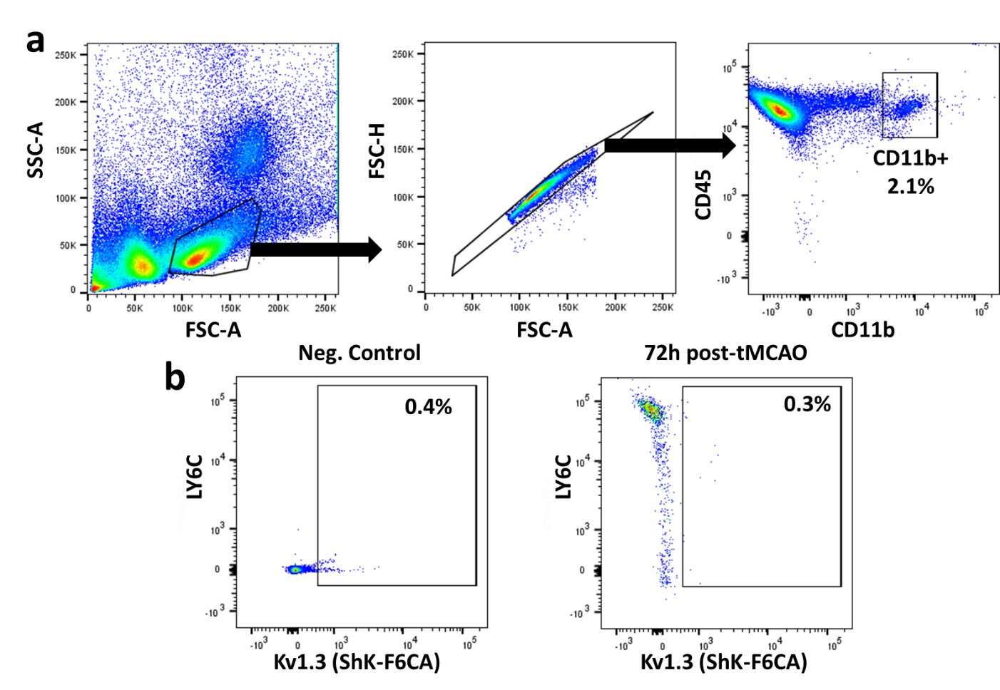 a
SSC-A
250K
200K
150K
100K
50K
0
0 50K 100K 150K 200K 250K
FSC-A
FSC-H
250K
200K
150K
100K
50K
0
0 50K 100K 150K 200K 250K
FSC-A
CD45
10^5
10^4
10^3
0
-10^3
CD11b+
2.1%
-10^3 0 10^3 10^4 10^5
CD11b
b
Neg. Control
LY6C
10^5
10^4
10^3
0
-10^3
0.4%
-10^3 0 10^3 10^4 10^5
Kv1.3 (ShK-F6CA)
72h post-tMCAO
LY6C
10^5
10^4
10^3
0
-10^3
0.3%
-10^3 0 10^3 10^4 10^5
Kv1.3 (ShK-F6CA)